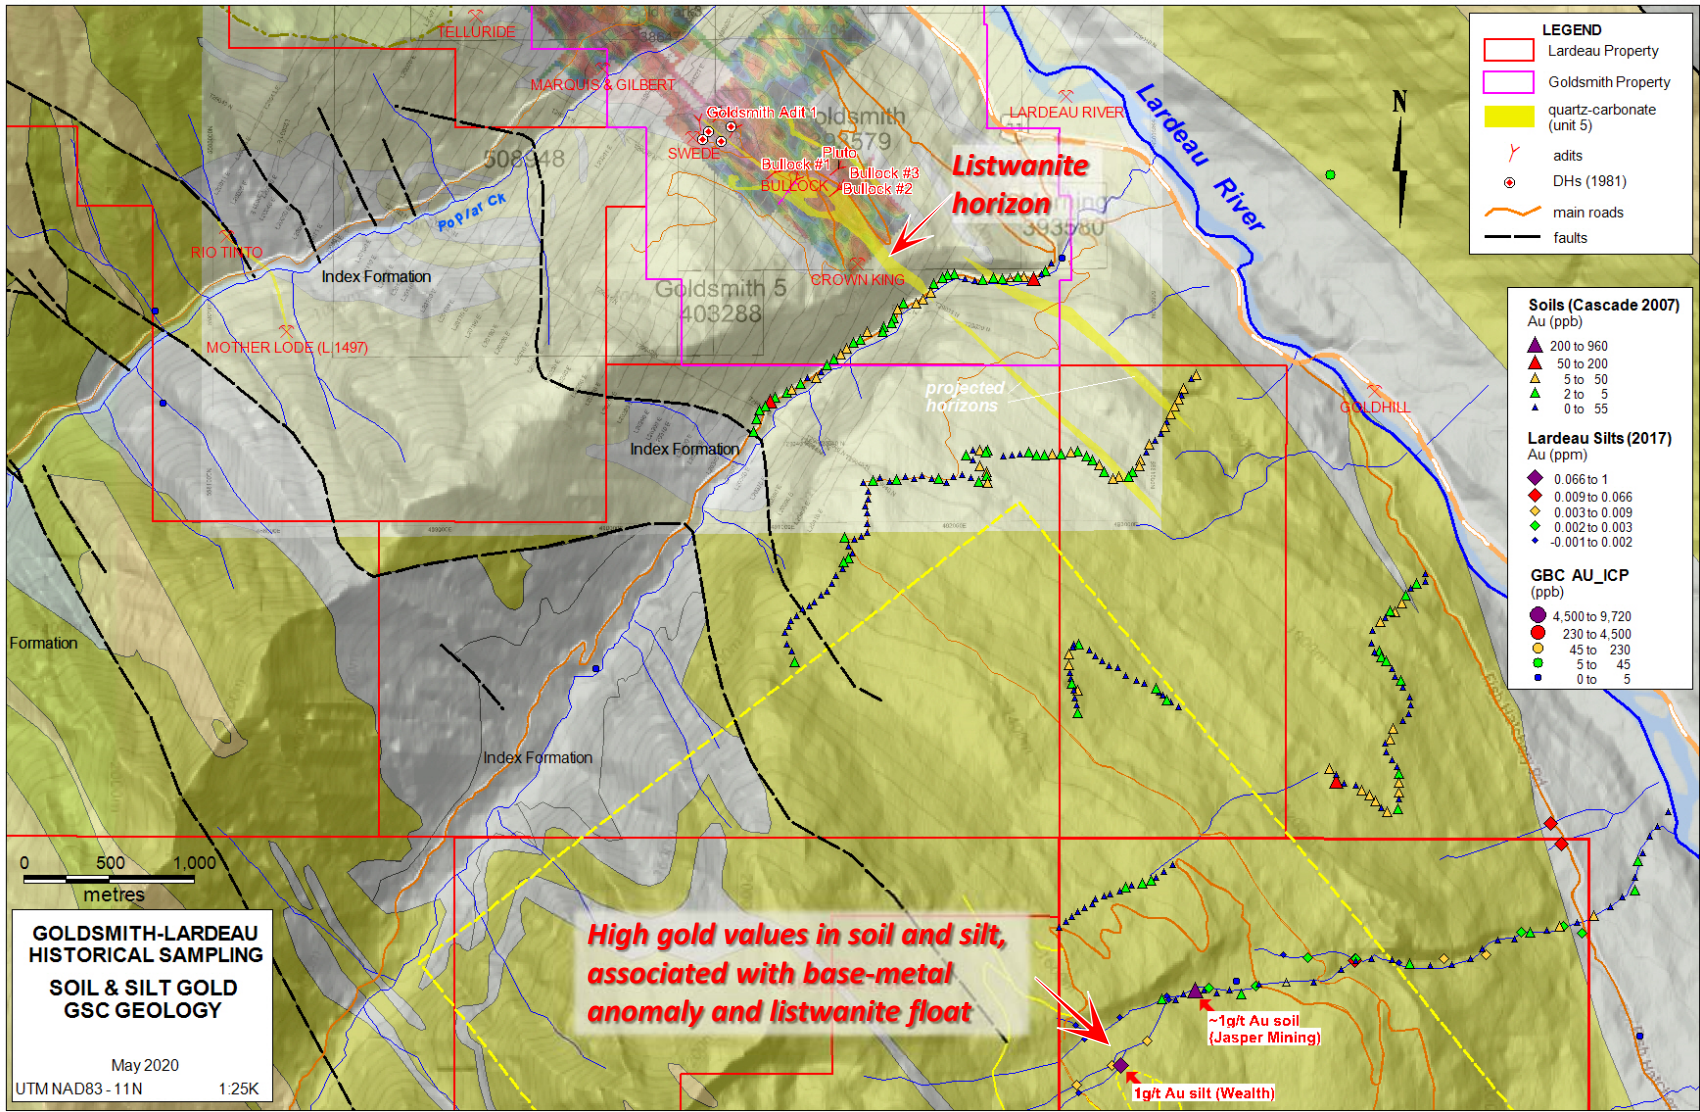 TELLURIDE
MARQUIS & GILBERT
Goldsmith Adit 1
SWEDE
oldsmith
508948
Pluto
Bullock #1
Bullock #3
BULLOCK
Bullock #2
LARDEAU RIVER
Lardeau River
Listwanite
horizon
393580
Poplar Ck
RIO TINTO
Index Formation
CROWN KING
Goldsmith 5
403288
MOTHER LODE (L.1497)
projected
horizons
GOLDHILL
Index Formation
Formation
Index Formation
Fish Hatchery Rd
N
LEGEND
Lardeau Property
Goldsmith Property
quartz-carbonate
(unit 5)
adits
DHs (1981)
main roads
faults
Soils (Cascade 2007)
Au (ppb)
200 to 960
50 to 200
5 to 50
2 to 5
0 to 55
Lardeau Silts (2017)
Au (ppm)
0.066 to 1
0.009 to 0.066
0.003 to 0.009
0.002 to 0.003
-0.001 to 0.002
GBC AU_ICP
(ppb)
4,500 to 9,720
230 to 4,500
45 to 230
5 to 45
0 to 5
0 500 1,000
metres
GOLDSMITH-LARDEAU
HISTORICAL SAMPLING
SOIL & SILT GOLD
GSC GEOLOGY
May 2020
UTM NAD83 - 11N 1:25K
High gold values in soil and silt,
associated with base-metal
anomaly and listwanite float
~1g/t Au soil
(Jasper Mining)
1g/t Au silt (Wealth)